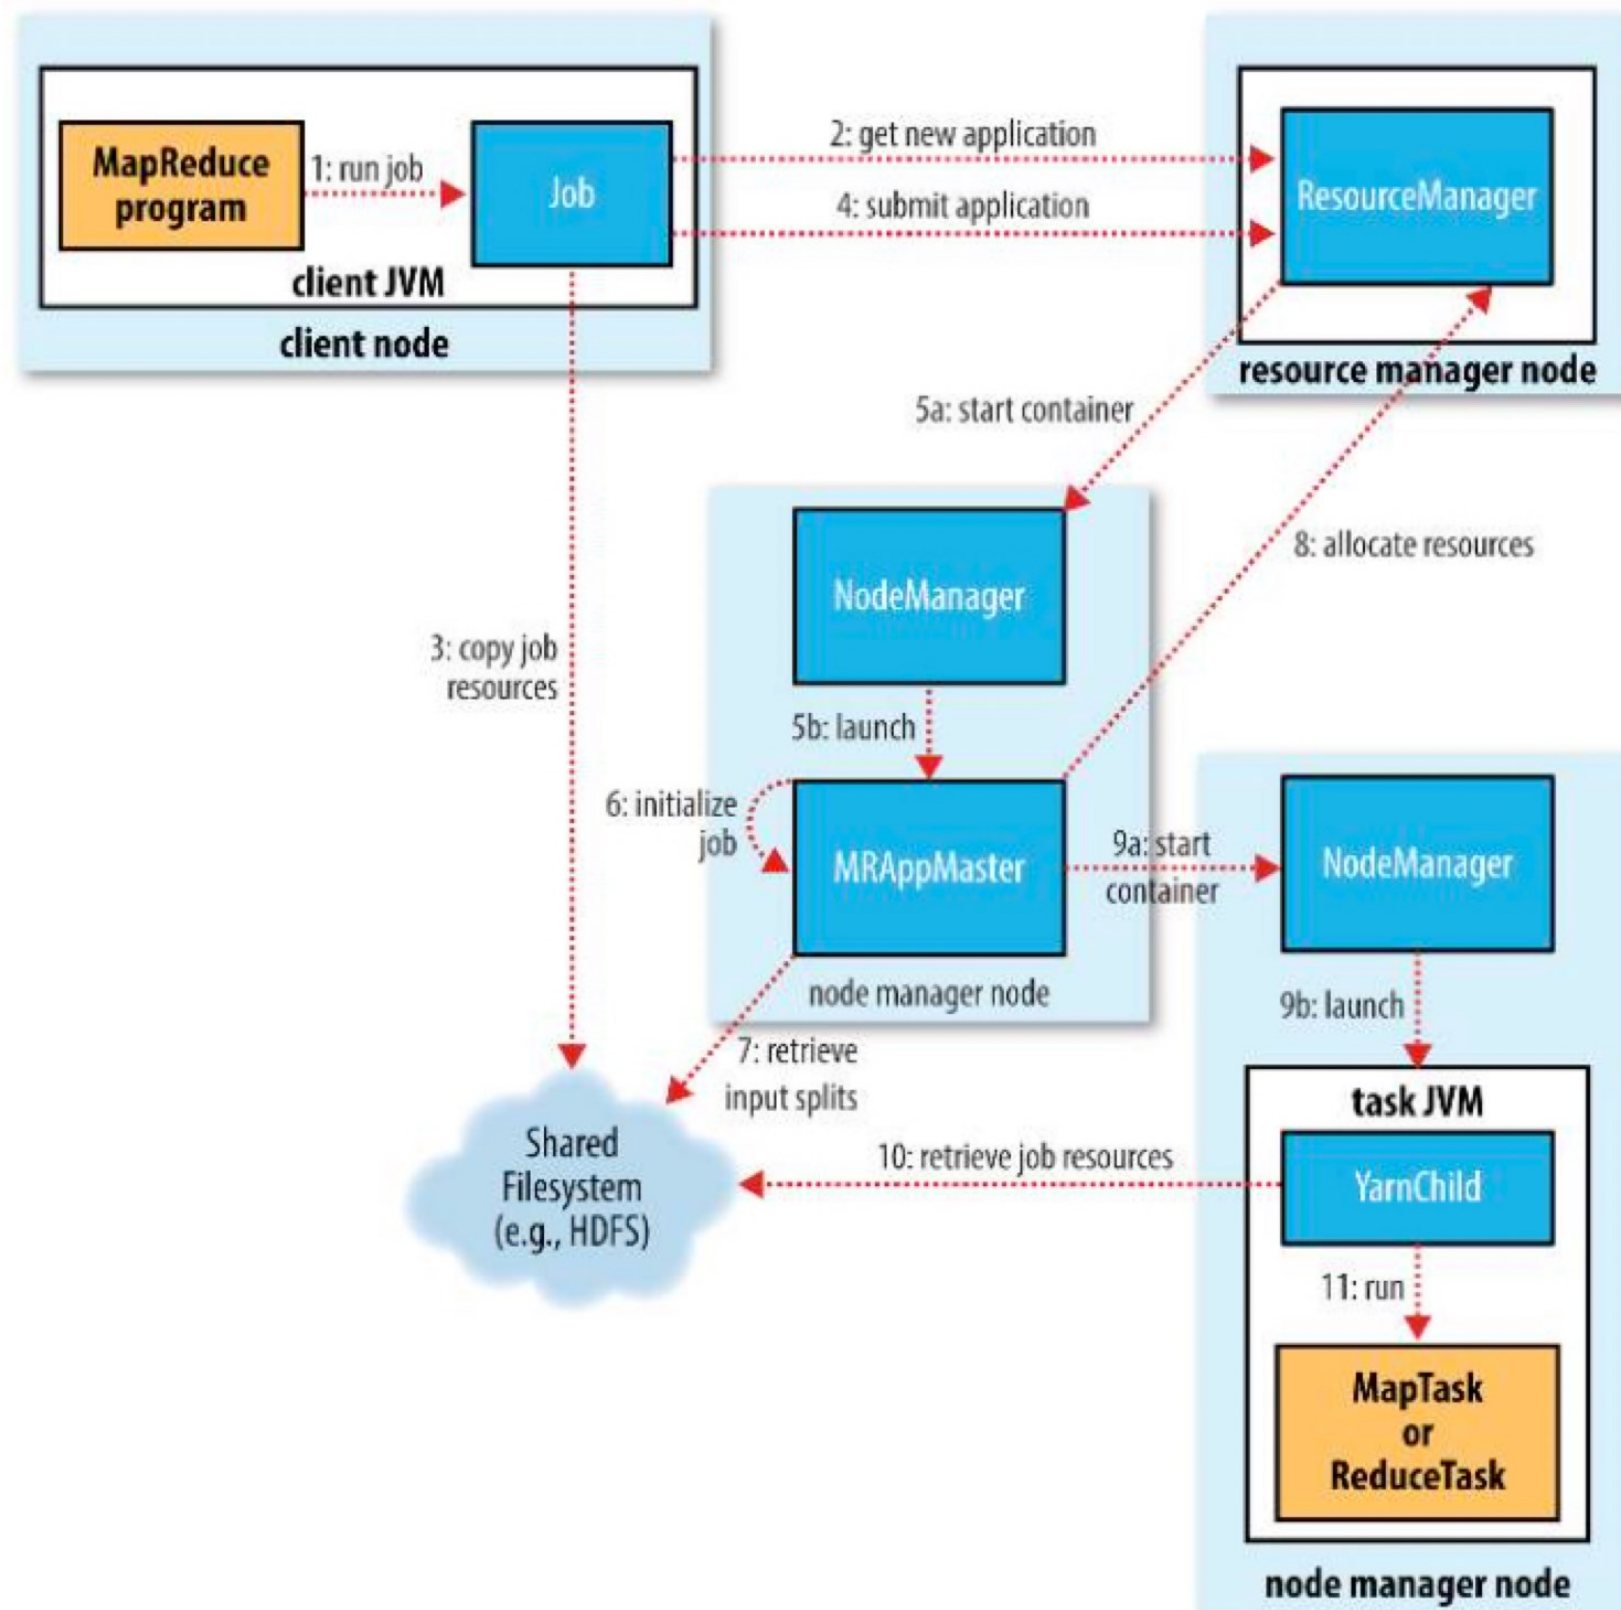 MapReduce
program
1: run job
Job
client JVM
client node
2: get new application
4: submit application
ResourceManager
resource manager node
5a: start container
8: allocate resources
3: copy job
resources
NodeManager
5b: launch
6: initialize
job
MRAppMaster
node manager node
9a: start
container
NodeManager
9b: launch
7: retrieve
input splits
Shared
Filesystem
(e.g., HDFS)
10: retrieve job resources
task JVM
YarnChild
11: run
MapTask
or
ReduceTask
node manager node